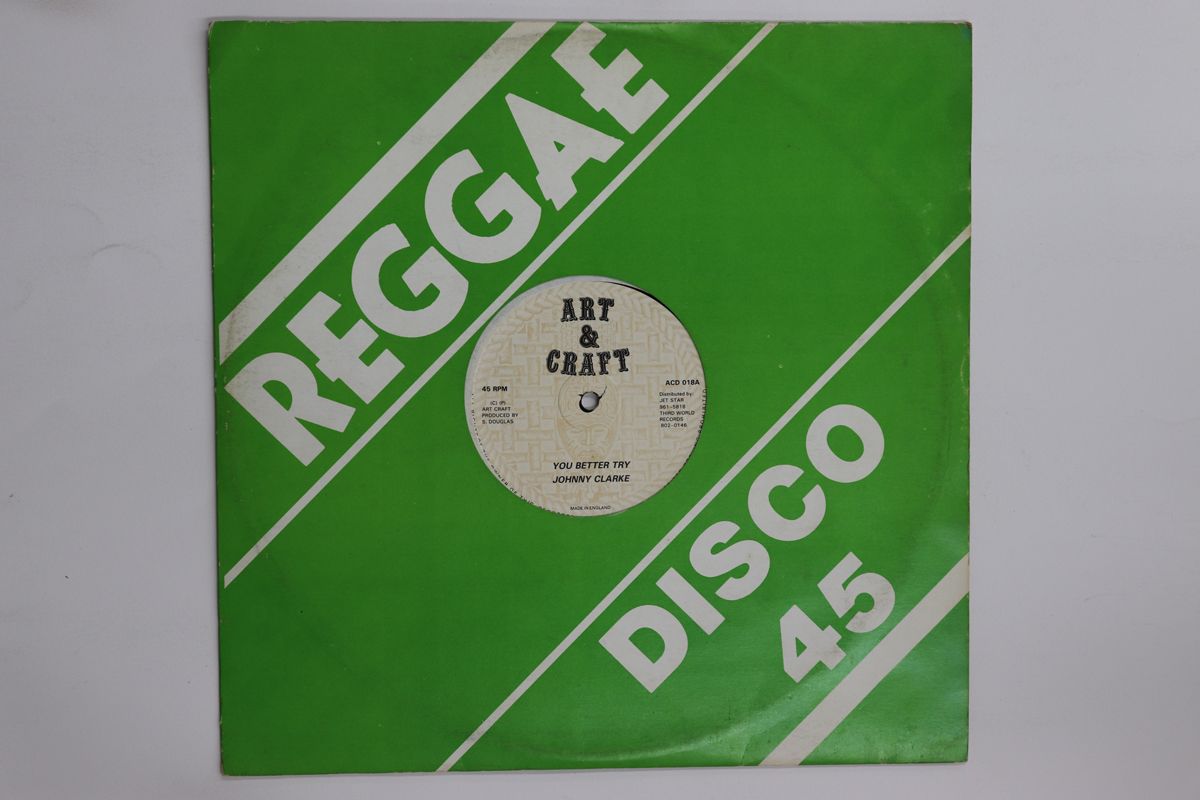 REGGAE
ART
&
CRAFT
45 RPM
(C) (P)
ART CRAFT
PRODUCED BY
S. DOUGLAS
ACD 018A
Distributed by:
JET STAR
961-5818
THIRD WORLD
RECORDS
802-0146
YOU BETTER TRY
JOHNNY CLARKE
MADE IN ENGLAND
DISCO
45